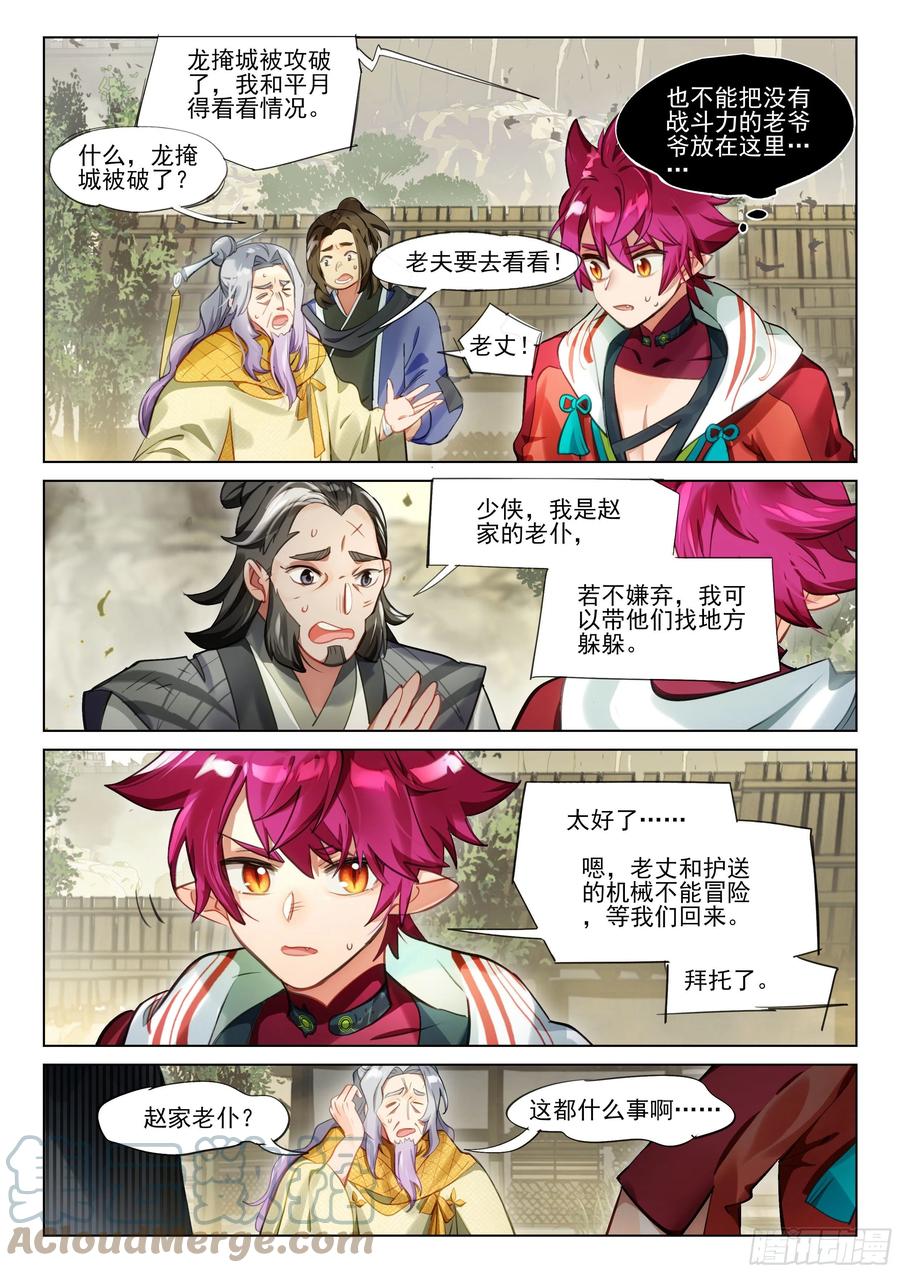 龙掩城被攻破
了，我和平月
得看看情况。
也不能把没有
战斗力的老爷
爷放在这里……
……
什么，龙掩
城被破了？
老夫要去看看！
老丈！
少侠，我是赵
家的老仆，
若不嫌弃，我可
以带他们找地方
躲躲。
太好了……
嗯，老丈和护送
的机械不能冒险
，等我们回来。
拜托了。
赵家老仆？
这都什么事啊……
集云数据
AcloudMerge.com
腾讯动漫